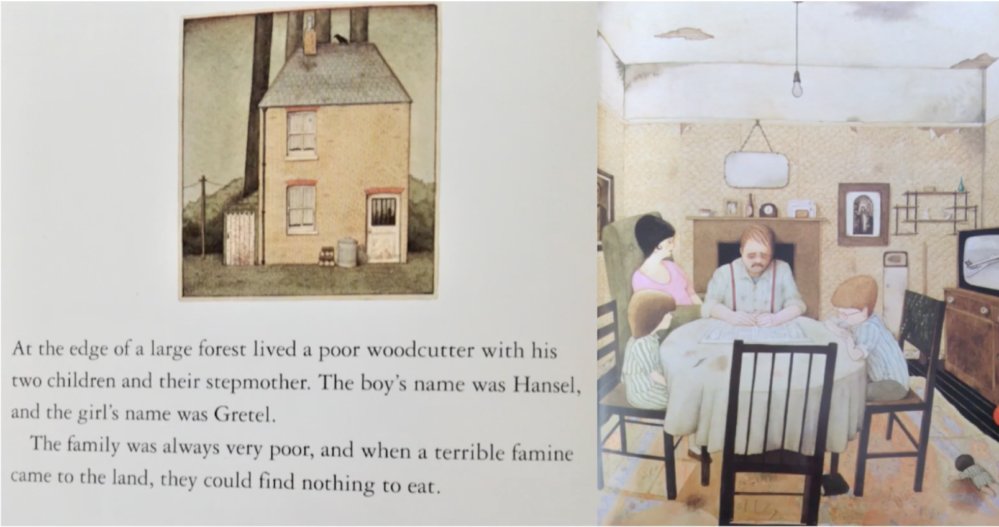 At the edge of a large forest lived a poor woodcutter with his
two children and their stepmother. The boy's name was Hansel,
and the girl's name was Gretel.
The family was always very poor, and when a terrible famine
came to the land, they could find nothing to eat.